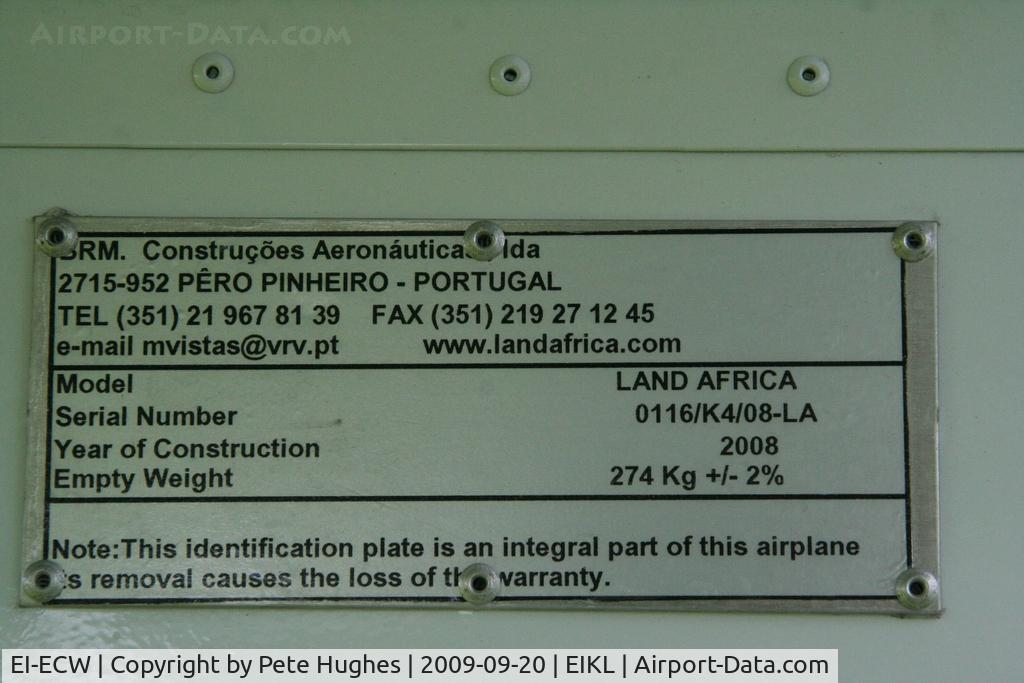 AIRPORT-DATA.COM
BRM. Construções Aeronáuticas, lda
2715-952 PÊRO PINHEIRO - PORTUGAL
TEL (351) 21 967 81 39 FAX (351) 219 27 12 45
e-mail mvistas@vrv.pt www.landafrica.com
Model LAND AFRICA
Serial Number 0116/K4/08-LA
Year of Construction 2008
Empty Weight 274 Kg +/- 2%
Note:This identification plate is an integral part of this airplane
its removal causes the loss of the warranty.
EI-ECW | Copyright by Pete Hughes | 2009-09-20 | EIKL | Airport-Data.com